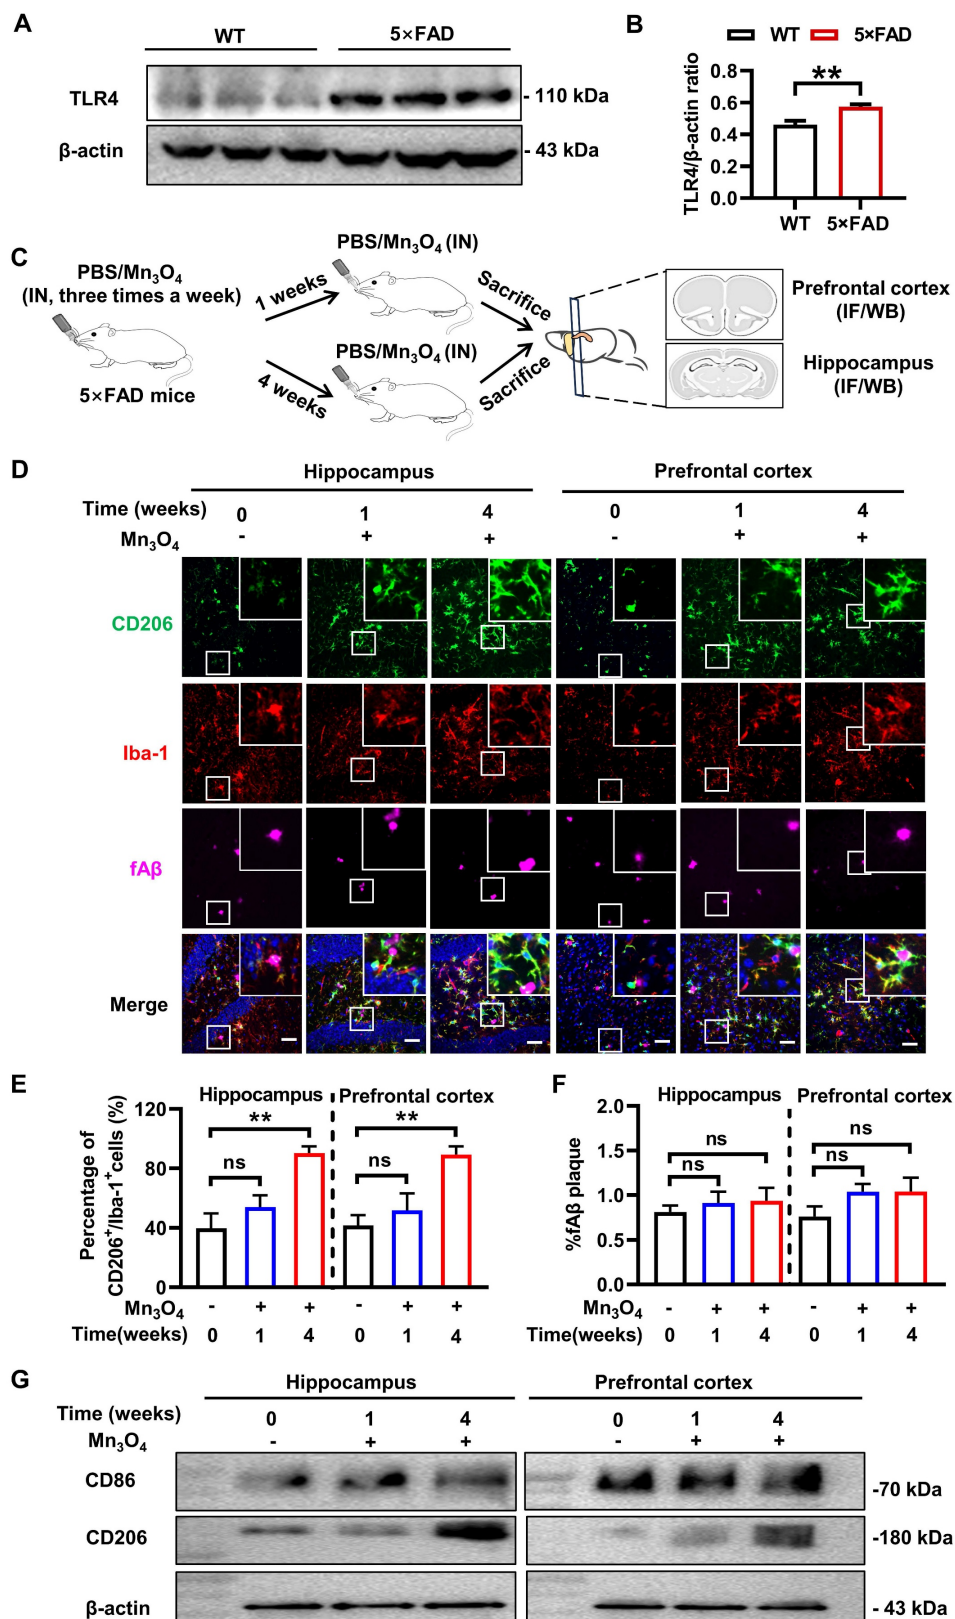 A
WT 5×FAD
TLR4 - 110 kDa
β-actin - 43 kDa
B
WT 5×FAD
TLR4/β-actin ratio
0.8
0.6
0.4
0.2
0.0
**
WT 5×FAD
C
PBS/Mn₃O₄
(IN, three times a week)
5×FAD mice
1 weeks
4 weeks
PBS/Mn₃O₄ (IN)
PBS/Mn₃O₄ (IN)
Sacrifice
Sacrifice
Prefrontal cortex
(IF/WB)
Hippocampus
(IF/WB)
D
Hippocampus Prefrontal cortex
Time (weeks) 0 1 4 0 1 4
Mn₃O₄ - + + - + +
CD206
Iba-1
fAβ
Merge
E
Percentage of
CD206⁺/Iba-1⁺cells (%)
120
80
40
0
Hippocampus Prefrontal cortex
** **
ns ns
Mn₃O₄ - + + - + +
Time(weeks) 0 1 4 0 1 4
F
%fAβ plaque
2.0
1.5
1.0
0.5
0.0
Hippocampus Prefrontal cortex
ns ns
ns ns
Mn₃O₄ - + + - + +
Time(weeks) 0 1 4 0 1 4
G
Hippocampus Prefrontal cortex
Time (weeks) 0 1 4 0 1 4
Mn₃O₄ - + + - + +
CD86 -70 kDa
CD206 -180 kDa
β-actin - 43 kDa